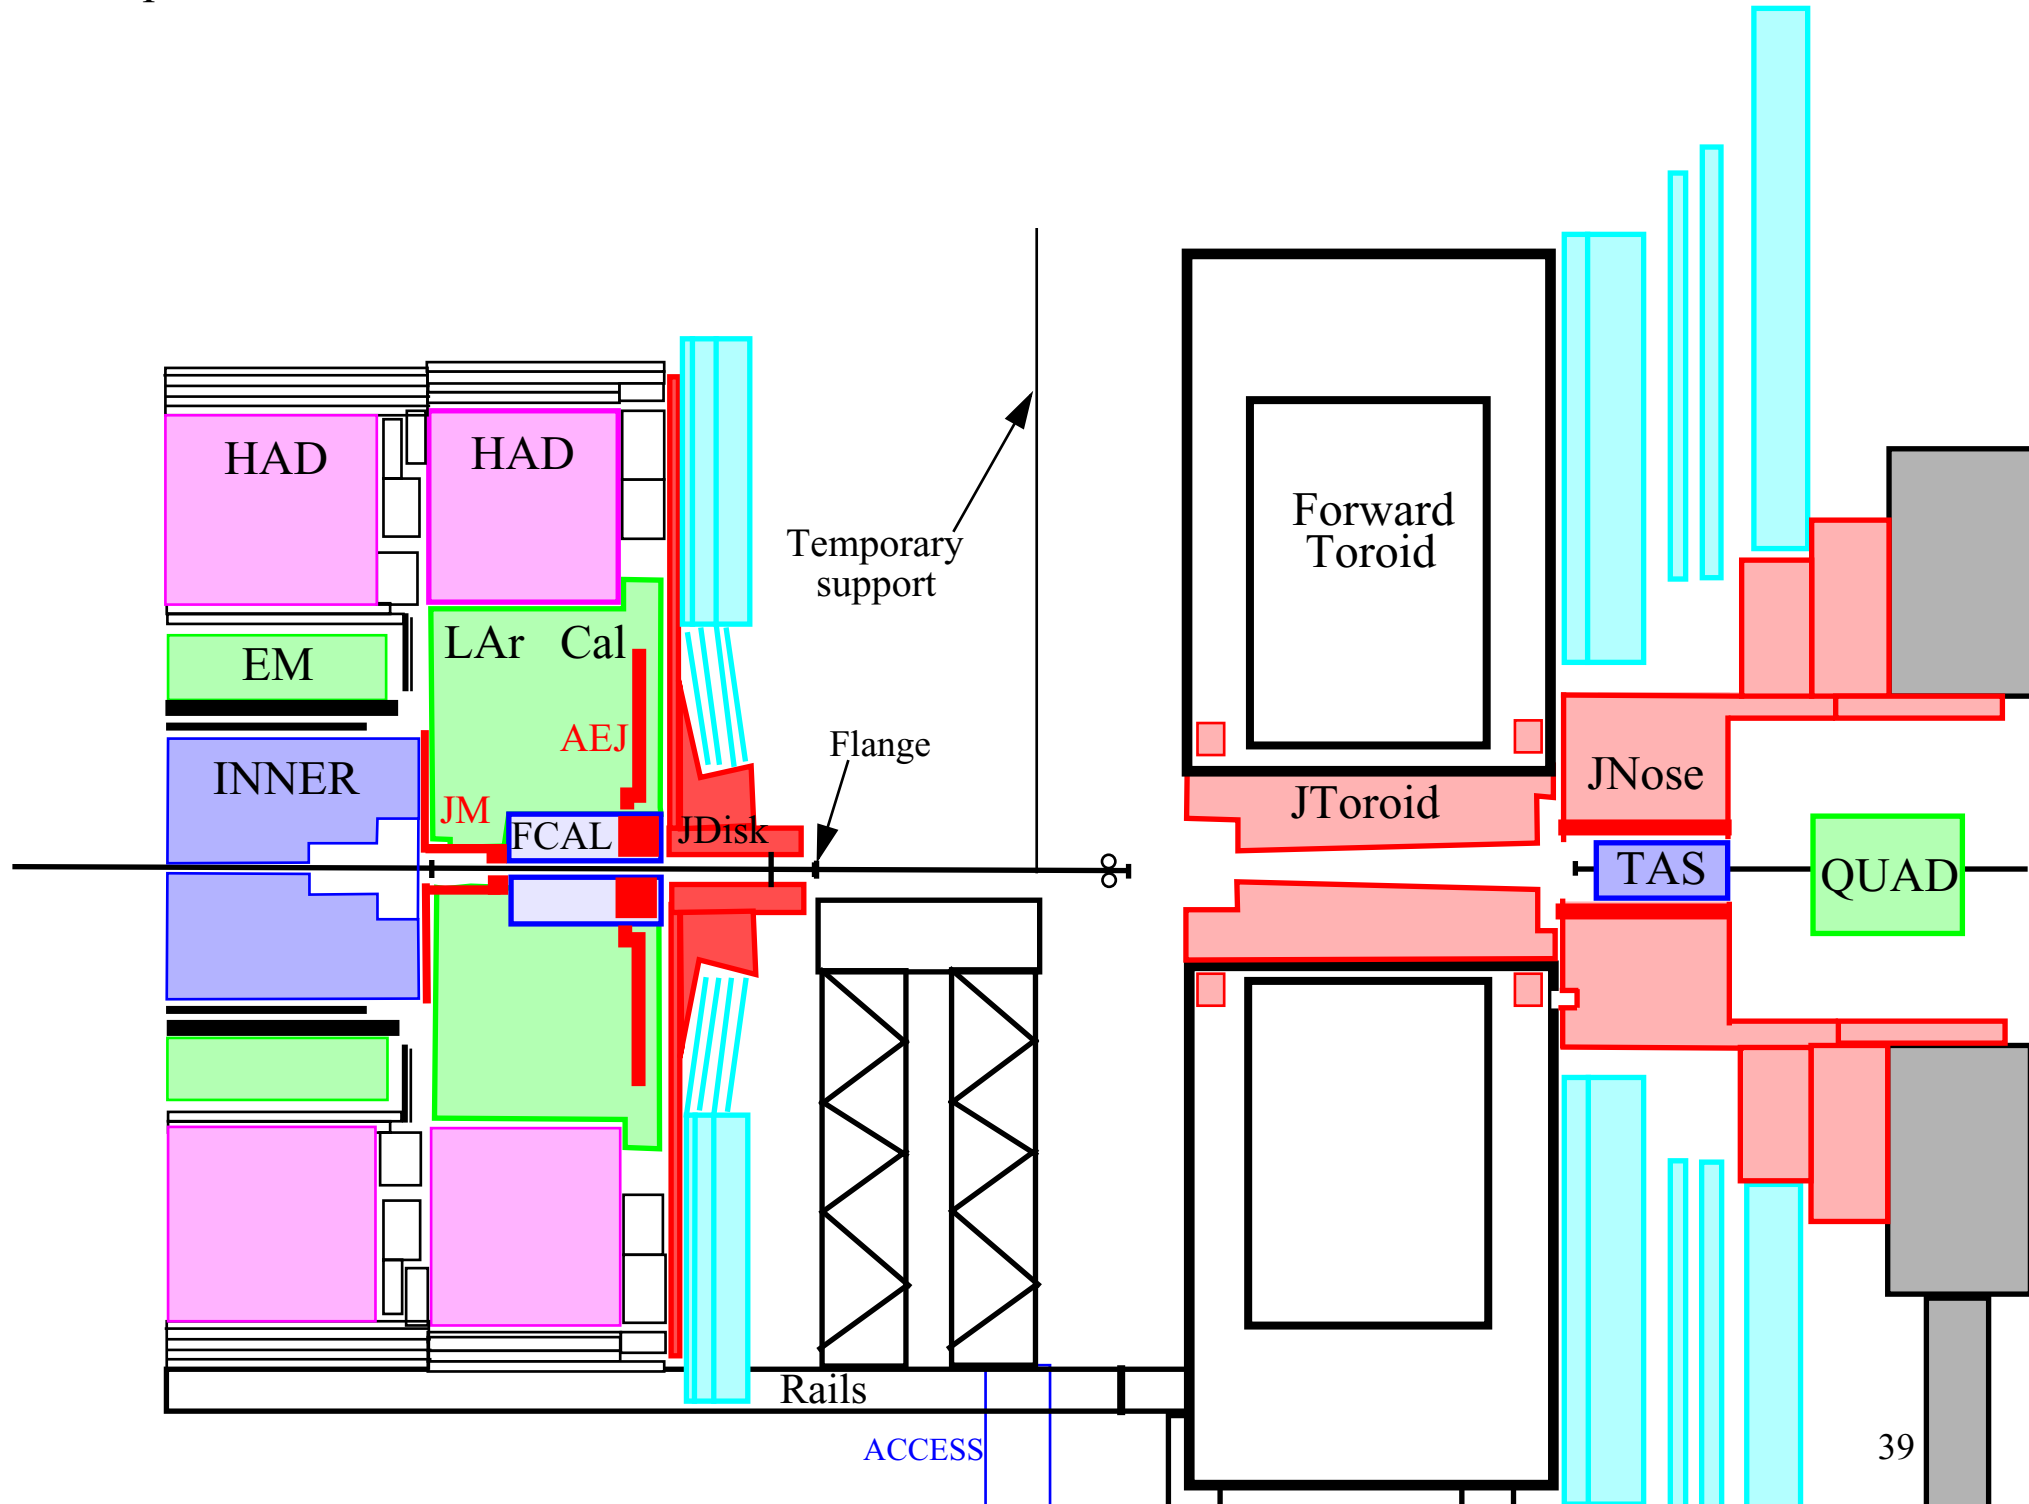 HAD
HAD
Forward
Toroid
Temporary
support
LAr Cal
EM
AEJ
Flange
INNER
JNose
JM
JToroid
FCAL
JDisk
TAS
QUAD
Rails
ACCESS
39